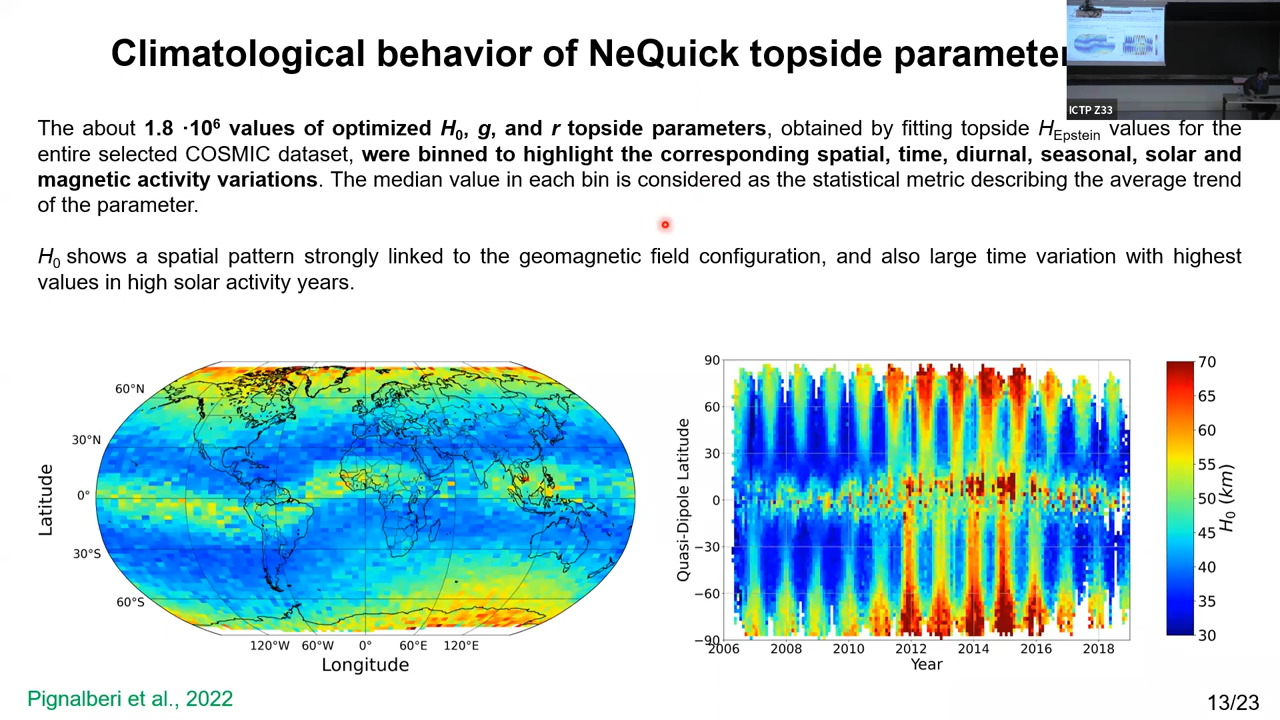 Climatological behavior of NeQuick topside parameter
ICTP Z33
The about 1.8 ·10⁶ values of optimized H₀, g, and r topside parameters, obtained by fitting topside H_Epstein values for the
entire selected COSMIC dataset, were binned to highlight the corresponding spatial, time, diurnal, seasonal, solar and
magnetic activity variations. The median value in each bin is considered as the statistical metric describing the average trend
of the parameter.
H₀ shows a spatial pattern strongly linked to the geomagnetic field configuration, and also large time variation with highest
values in high solar activity years.
Latitude
60°N
30°N
0°
30°S
60°S
120°W 60°W 0° 60°E 120°E
Longitude
Quasi-Dipole Latitude
90
60
30
0
−30
−60
−90
2006 2008 2010 2012 2014 2016 2018
Year
70
65
60
55
50
45
40
35
30
H₀ (km)
Pignalberi et al., 2022
13/23